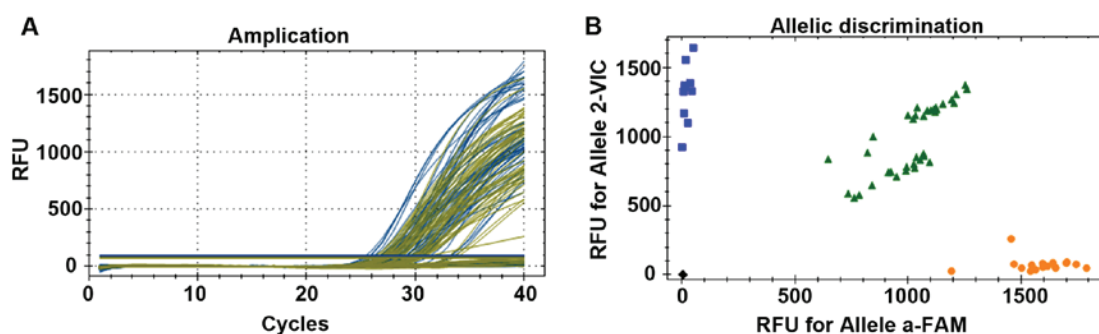 A
Amplication
RFU
1500
1000
500
0
0
10
20
30
40
Cycles
B
Allelic discrimination
RFU for Allele 2-VIC
1500
1000
500
0
0
500
1000
1500
RFU for Allele a-FAM